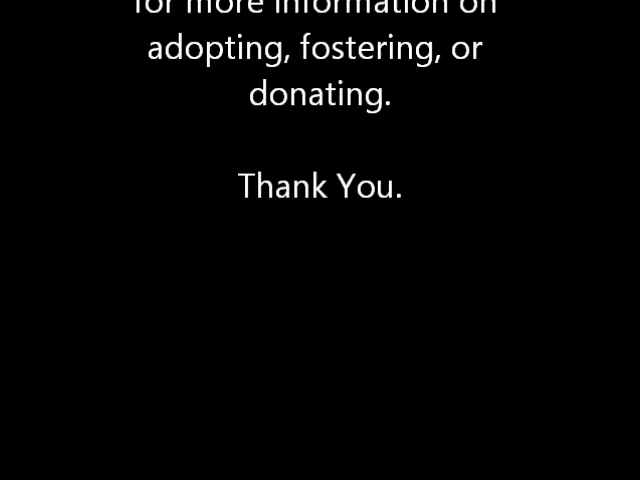 for more information on
adopting, fostering, or
donating.
Thank You.